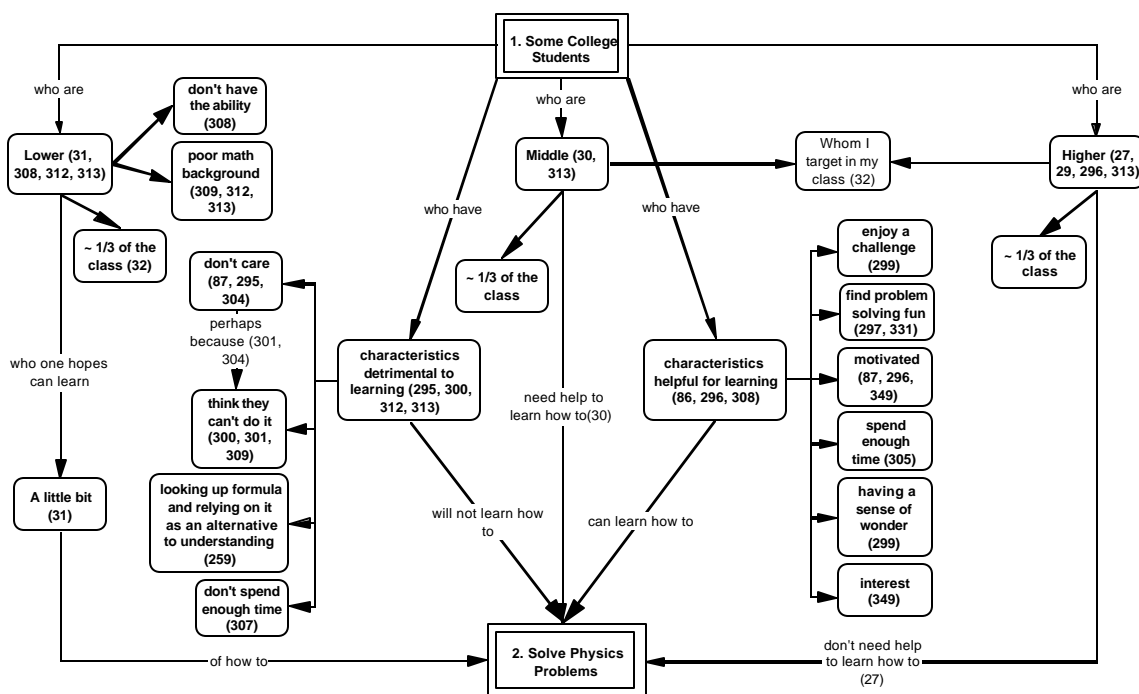 1. Some College
Students
who are
who are
who are
don't have
the ability
(308)
Lower (31,
308, 312, 313)
poor math
background
(309, 312,
313)
Middle (30,
313)
Whom I
target in my
class (32)
Higher (27,
29, 296, 313)
who have
who have
~ 1/3 of the
class (32)
~ 1/3 of the
class
~ 1/3 of the
class
don't care
(87, 295,
304)
perhaps
because (301,
304)
think they
can't do it
(300, 301,
309)
looking up formula
and relying on it
as an alternative
to understanding
(259)
don't spend
enough time
(307)
characteristics
detrimental to
learning (295, 300,
312, 313)
characteristics
helpful for learning
(86, 296, 308)
enjoy a
challenge
(299)
find problem
solving fun
(297, 331)
motivated
(87, 296,
349)
spend
enough
time (305)
having a
sense of
wonder
(299)
interest
(349)
who one hopes
can learn
need help to
learn how to(30)
A little bit
(31)
will not learn how
to
can learn how to
of how to
2. Solve Physics
Problems
don't need help
to learn how to
(27)